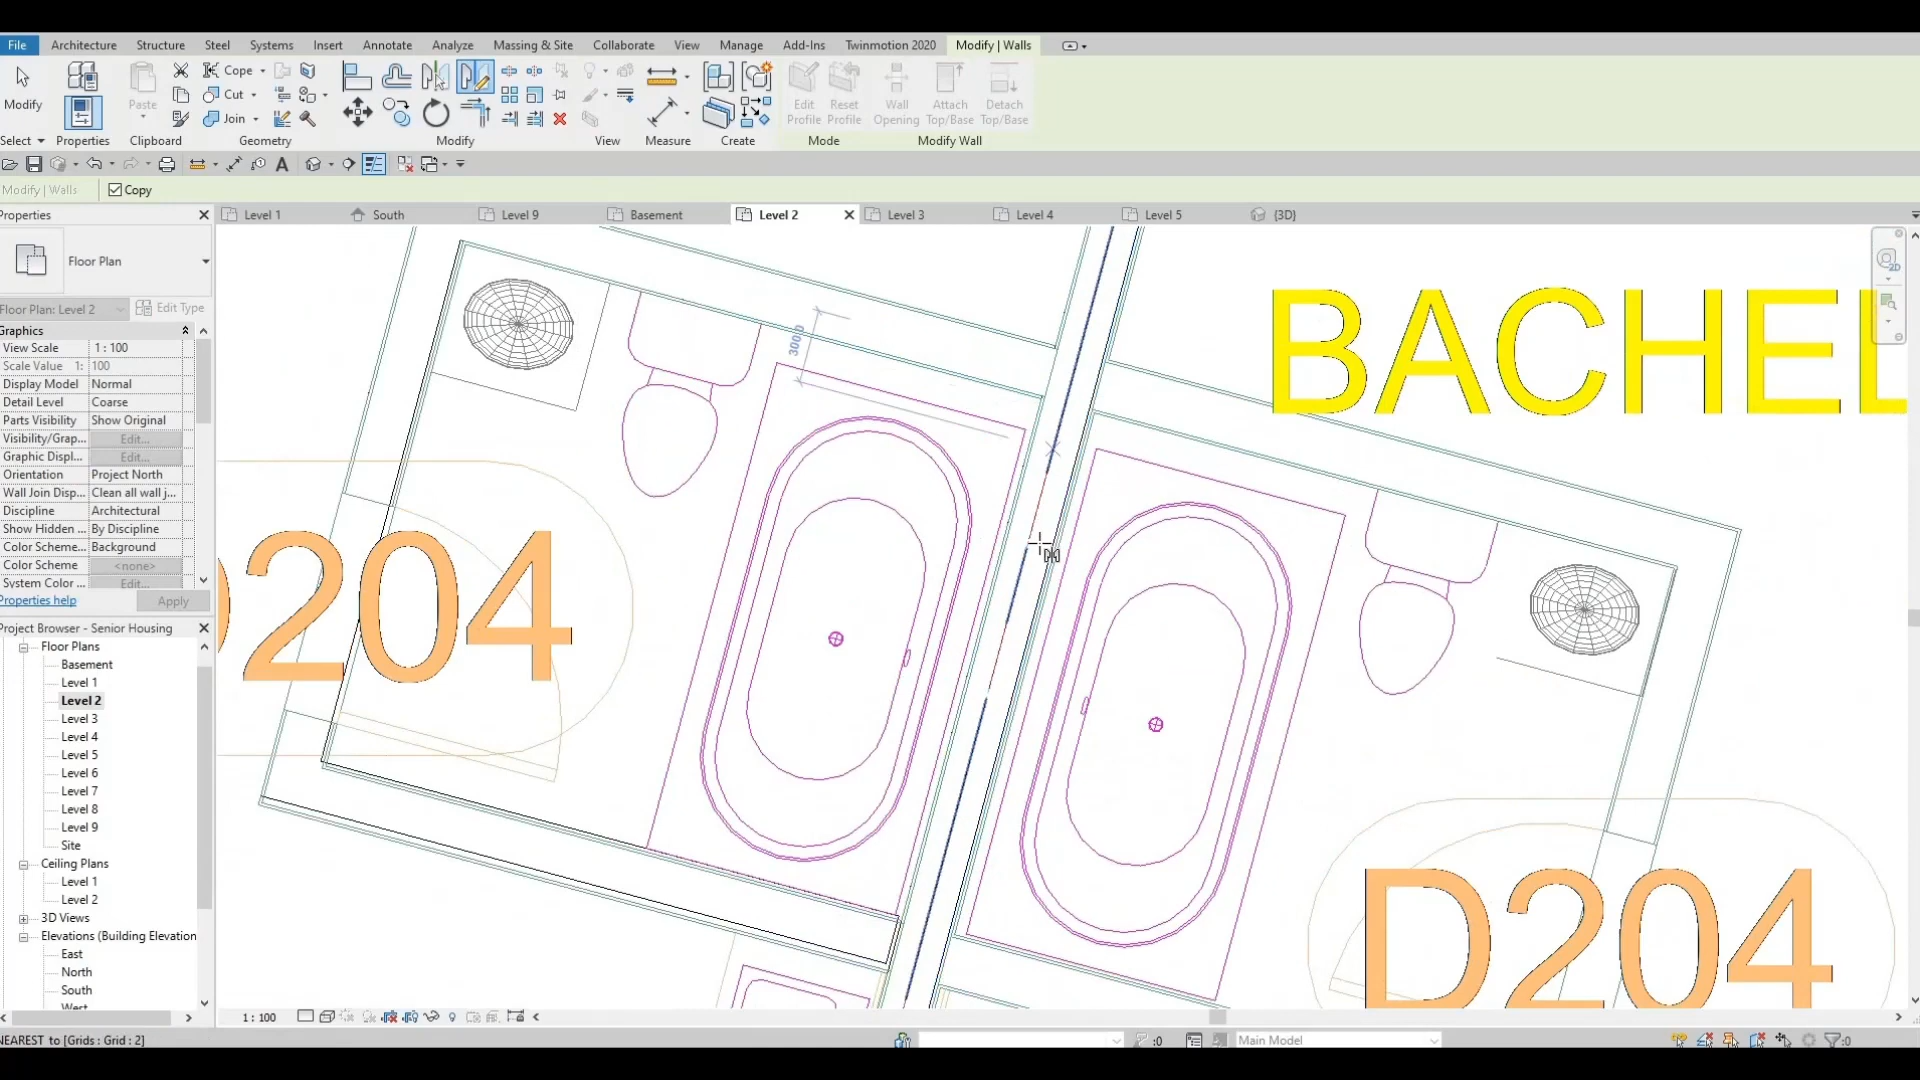 File Architecture Structure Steel Systems Insert Annotate Analyze Massing & Site Collaborate View Manage Add-Ins Twinmotion 2020 Modify | Walls
Modify Paste Cope Cut Join Edit Profile Reset Profile Wall Opening Attach Top/Base Detach Top/Base
Select Properties Clipboard Geometry Modify View Measure Create Mode Modify Wall
Modify | Walls Copy
Properties
Level 1 South Level 9 Basement Level 2 Level 3 Level 4 Level 5 {3D}
Floor Plan
Floor Plan: Level 2 Edit Type
Graphics
View Scale 1 : 100
Scale Value 1: 100
Display Model Normal
Detail Level Coarse
Parts Visibility Show Original
Visibility/Grap... Edit...
Graphic Displ... Edit...
Orientation Project North
Wall Join Disp... Clean all wall j...
Discipline Architectural
Show Hidden ... By Discipline
Color Scheme... Background
Color Scheme <none>
System Color ... Edit...
Properties help Apply
Project Browser - Senior Housing
Floor Plans
Basement
Level 1
Level 2
Level 3
Level 4
Level 5
Level 6
Level 7
Level 8
Level 9
Site
Ceiling Plans
Level 1
Level 2
3D Views
Elevations (Building Elevation
East
North
South
West
BACHEL
204
D204
1 : 100
NEAREST to [Grids : Grid : 2]
:0
Main Model
:0
2D